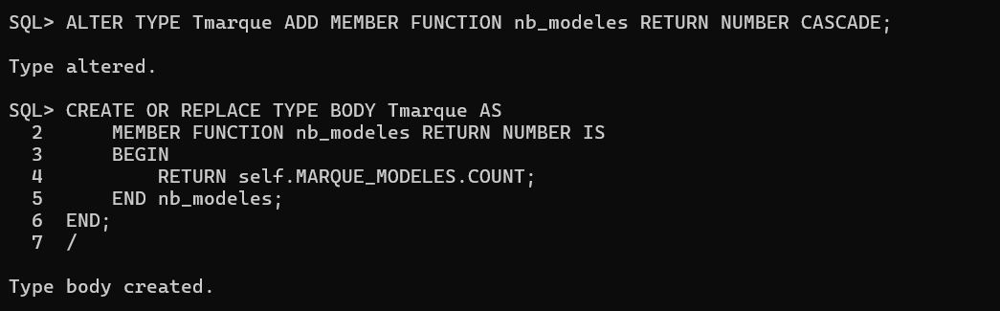 SQL> ALTER TYPE Tmarque ADD MEMBER FUNCTION nb_modeles RETURN NUMBER CASCADE;
Type altered.
SQL> CREATE OR REPLACE TYPE BODY Tmarque AS
  2      MEMBER FUNCTION nb_modeles RETURN NUMBER IS
  3      BEGIN
  4          RETURN self.MARQUE_MODELES.COUNT;
  5      END nb_modeles;
  6  END;
  7  /
Type body created.